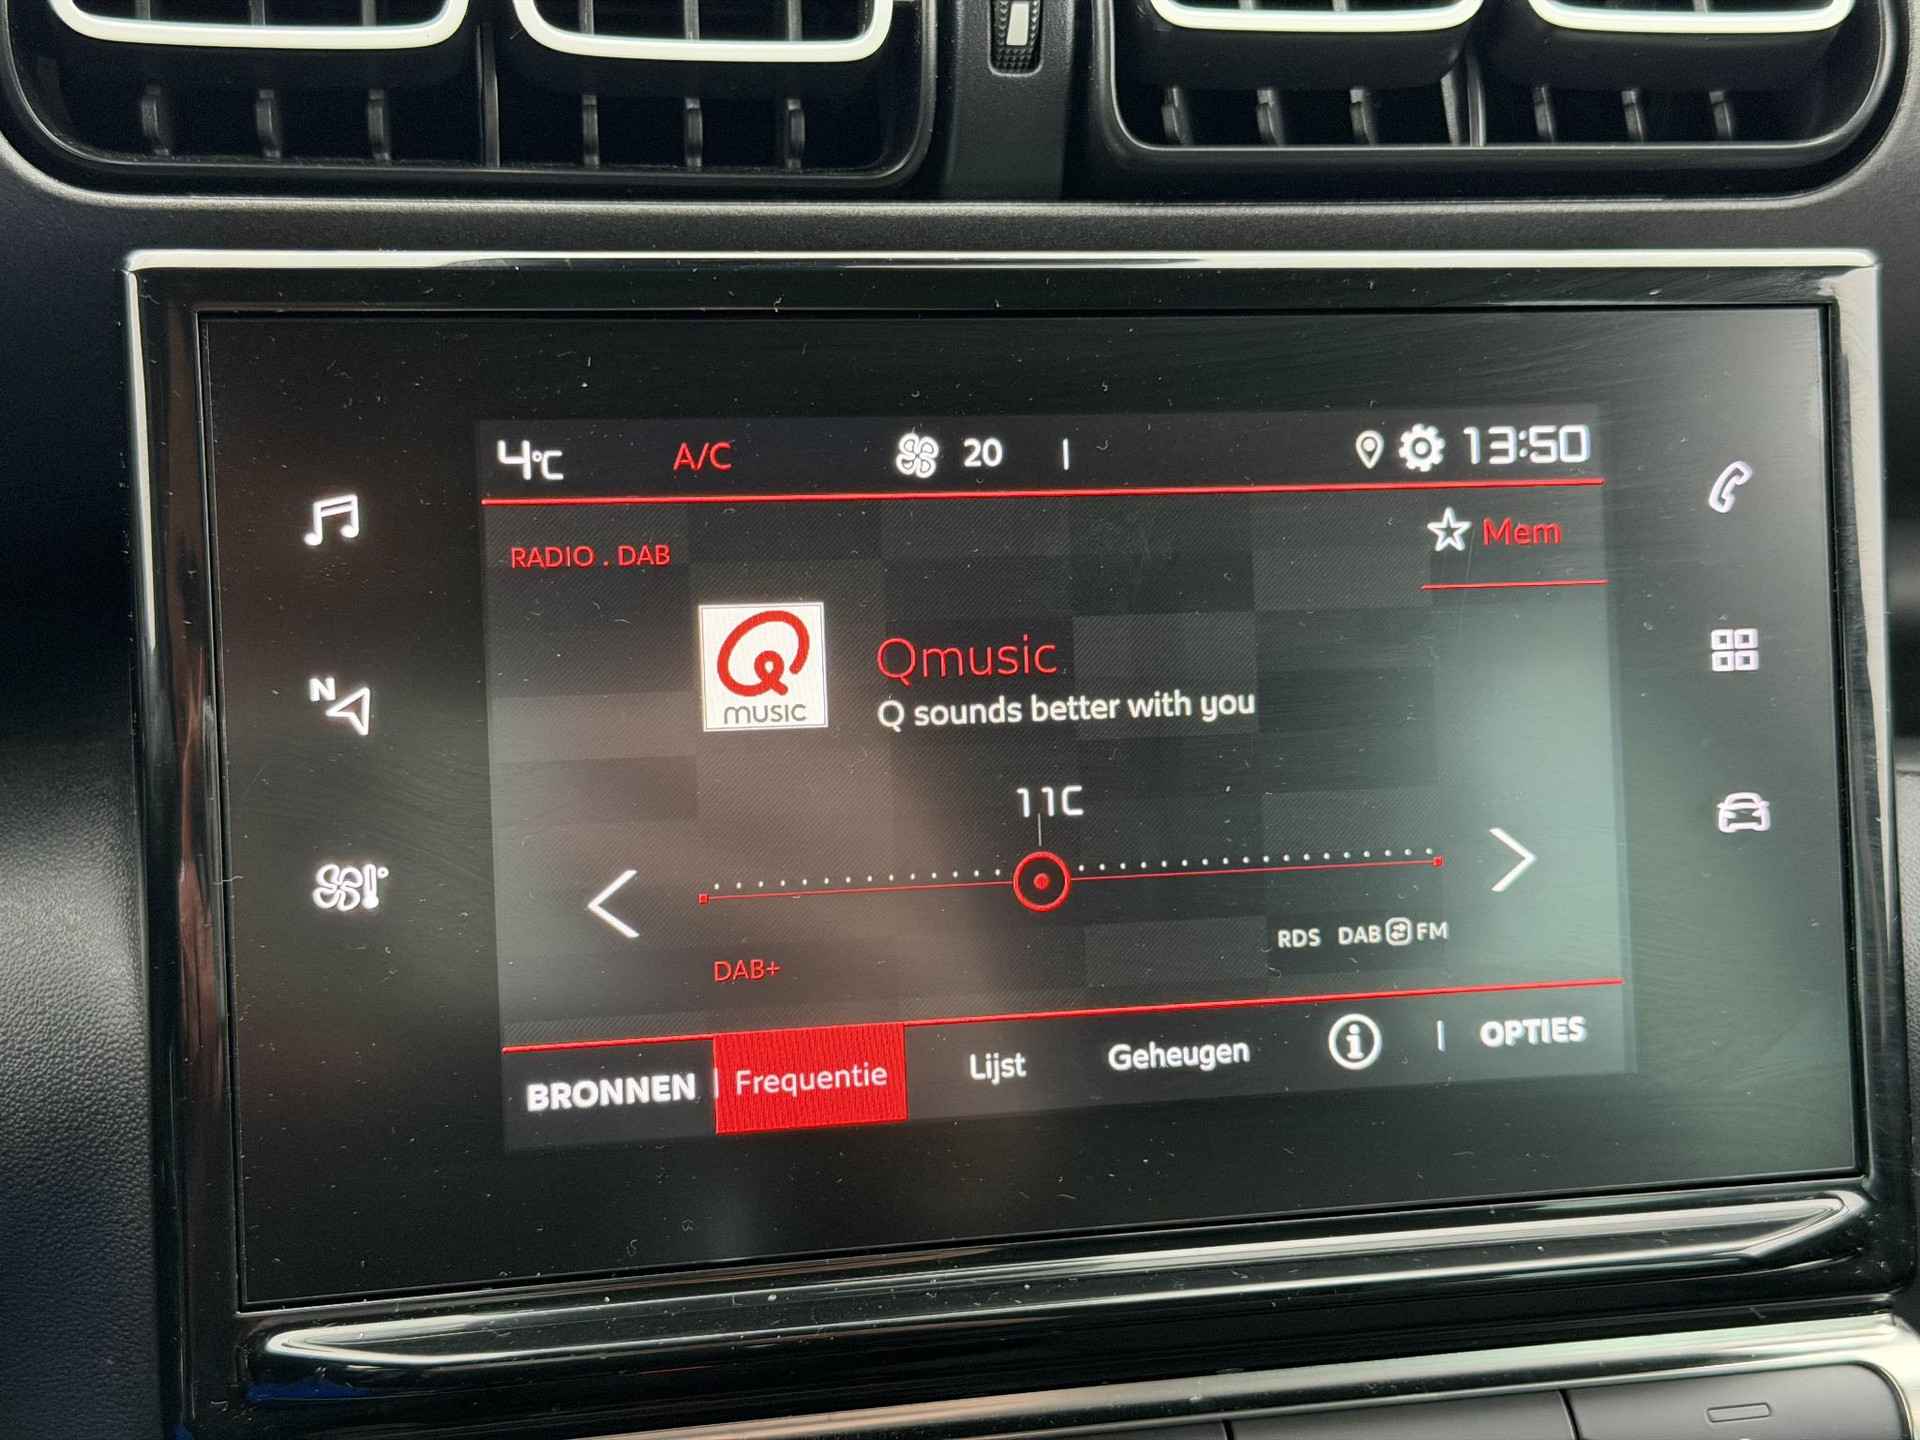 4°C A/C 20 13:50
Mem
RADIO . DAB
Qmusic
MUSIC
Q sounds better with you
N
11C
RDS DAB FM
DAB+
BRONNEN Frequentie Lijst Geheugen i OPTIES